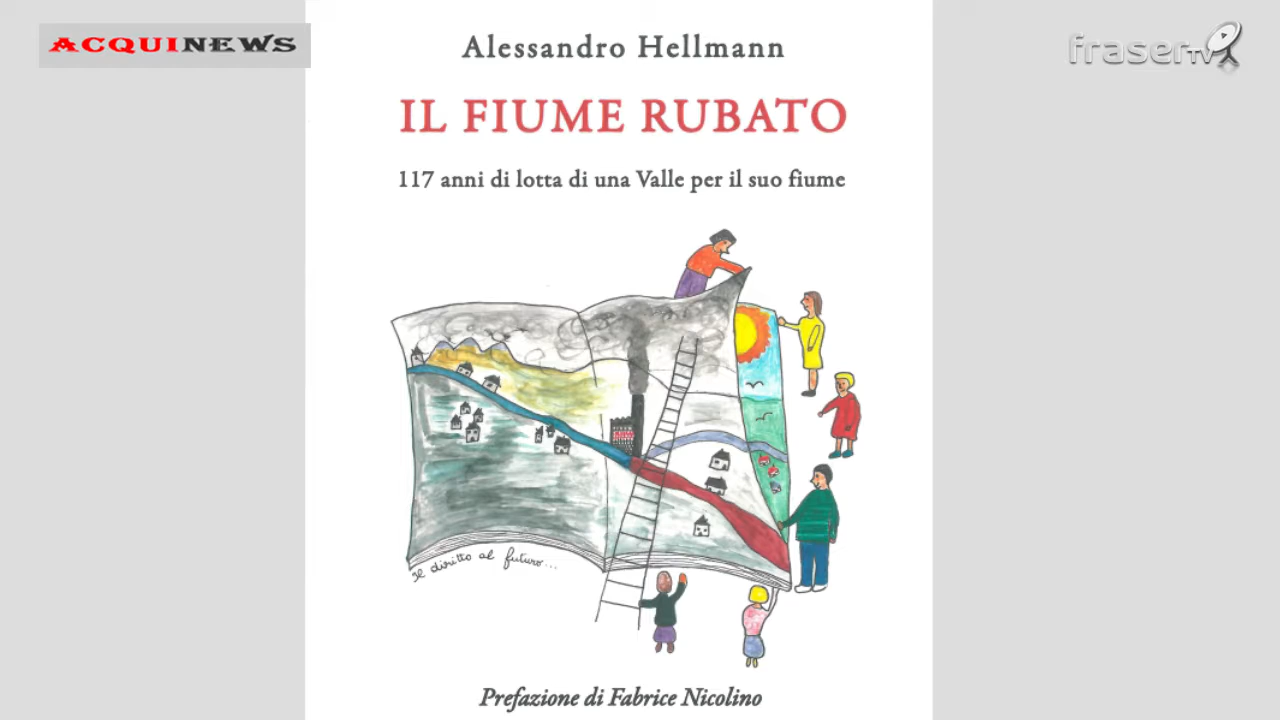 ACQUINEWS
fraserTV
Alessandro Hellmann
IL FIUME RUBATO
117 anni di lotta di una Valle per il suo fiume
Il diritto al futuro...
Prefazione di Fabrice Nicolino